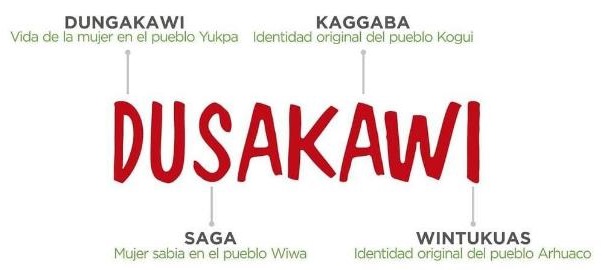 DUNGAKAWI
Vida de la mujer en el pueblo Yukpa
KAGGABA
Identidad original del pueblo Kogui
DUSAKAWI
SAGA
Mujer sabia en el pueblo Wiwa
WINTUKUAS
Identidad original del pueblo Arhuaco